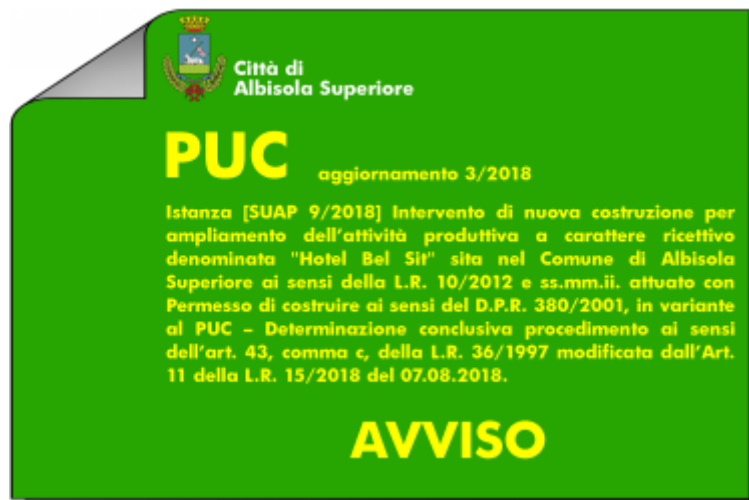 Città di
Albisola Superiore
PUC aggiornamento 3/2018
Istanza [SUAP 9/2018] Intervento di nuova costruzione per
ampliamento dell'attività produttiva a carattere ricettivo
denominata "Hotel Bel Sit" sita nel Comune di Albisola
Superiore ai sensi della L.R. 10/2012 e ss.mm.ii. attuato con
Permesso di costruire ai sensi del D.P.R. 380/2001, in variante
al PUC – Determinazione conclusiva procedimento ai sensi
dell'art. 43, comma c, della L.R. 36/1997 modificata dall'Art.
11 della L.R. 15/2018 del 07.08.2018.
AVVISO